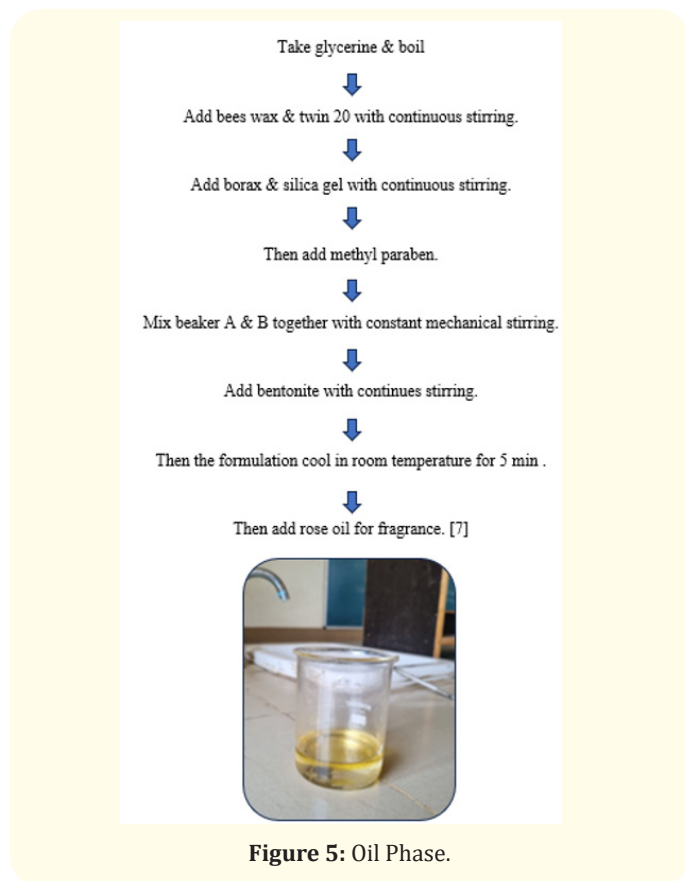 Take glycerine & boil
Add bees wax & twin 20 with continuous stirring.
Add borax & silica gel with continuous stirring.
Then add methyl paraben.
Mix beaker A & B together with constant mechanical stirring.
Add bentonite with continues stirring.
Then the formulation cool in room temperature for 5 min .
Then add rose oil for fragrance. [7]
Figure 5: Oil Phase.